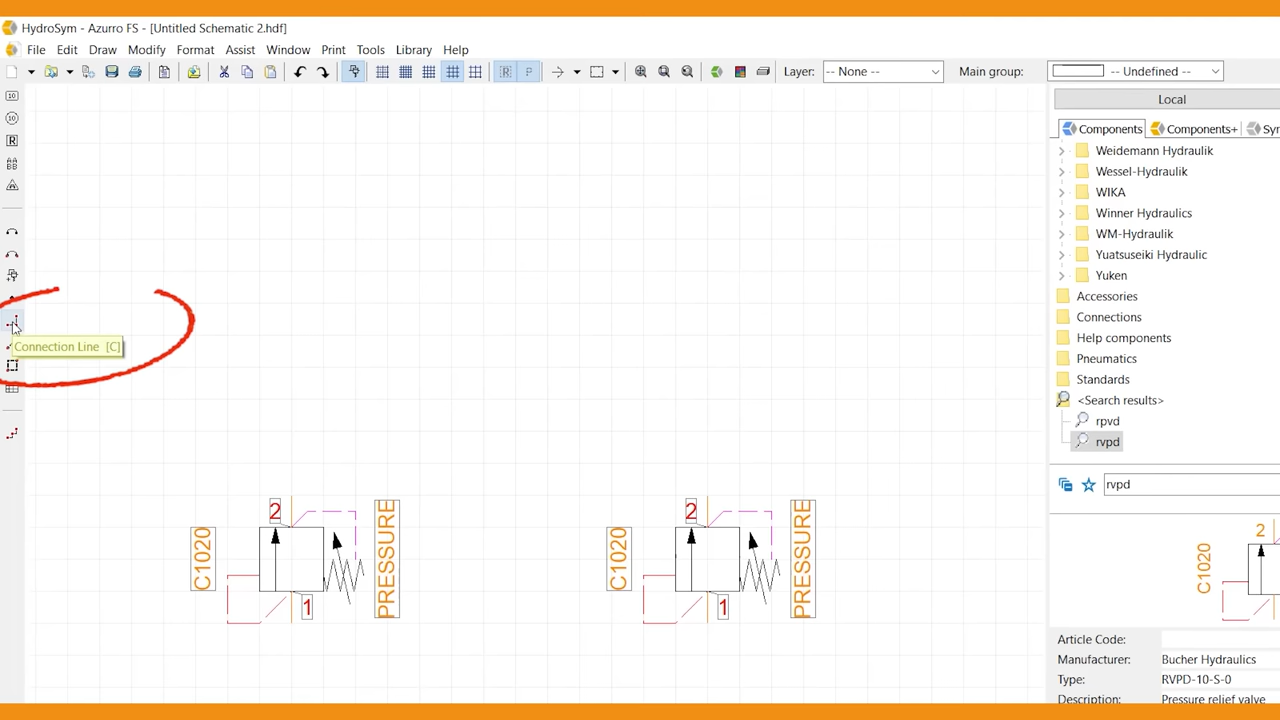 HydroSym - Azurro FS - [Untitled Schematic 2.hdf]
File Edit Draw Modify Format Assist Window Print Tools Library Help
Layer: -- None -- Main group: -- Undefined --
Local
Components Components+ Syr
Weidemann Hydraulik
Wessel-Hydraulik
WIKA
Winner Hydraulics
WM-Hydraulik
Yuatsuseiki Hydraulic
Yuken
Accessories
Connections
Help components
Pneumatics
Standards
<Search results>
rpvd
rvpd
Connection Line [C]
rvpd
C1020 2 1 PRESSURE
C1020 2 1 PRESSURE
C1020 2
Article Code:
Manufacturer: Bucher Hydraulics
Type: RVPD-10-S-0
Description: Pressure relief valve
10
10
R
R P